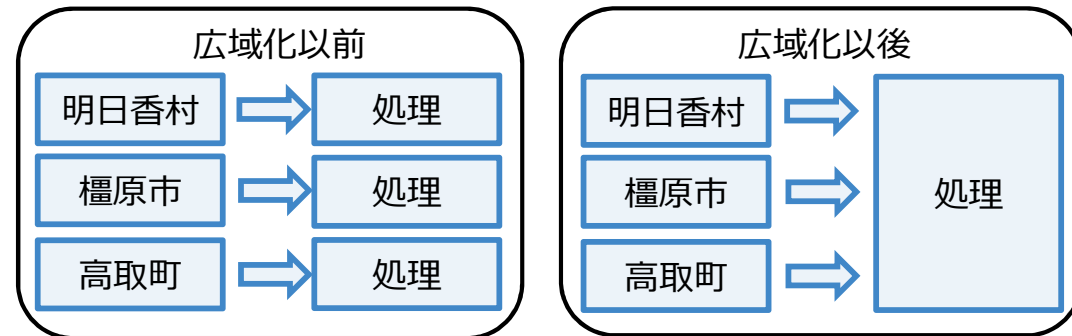 広域化以前
明日香村
処理
橿原市
処理
高取町
処理
広域化以後
明日香村
橿原市
高取町
処理